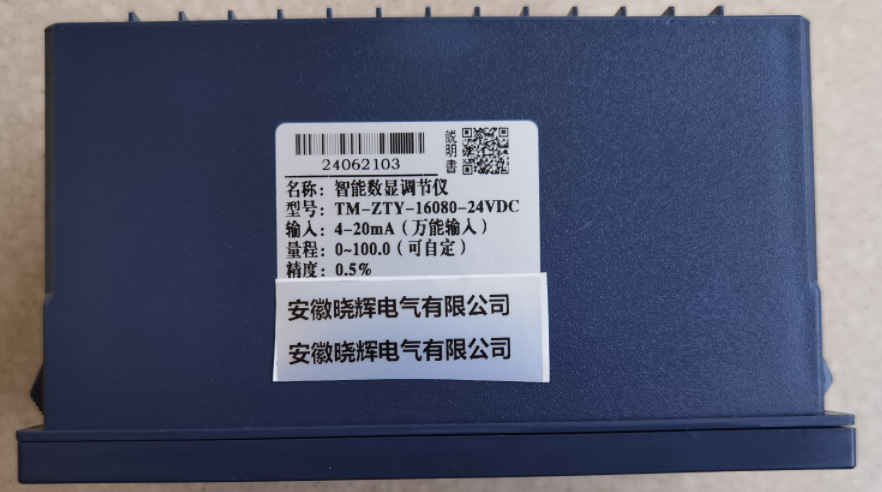 説明書
24062103
名称：智能数显调节仪
型号：TM-ZTY-16080-24VDC
输入：4-20mA（万能输入）
量程：0~100.0（可自定）
精度：0.5%
安徽晓辉电气有限公司
安徽晓辉电气有限公司